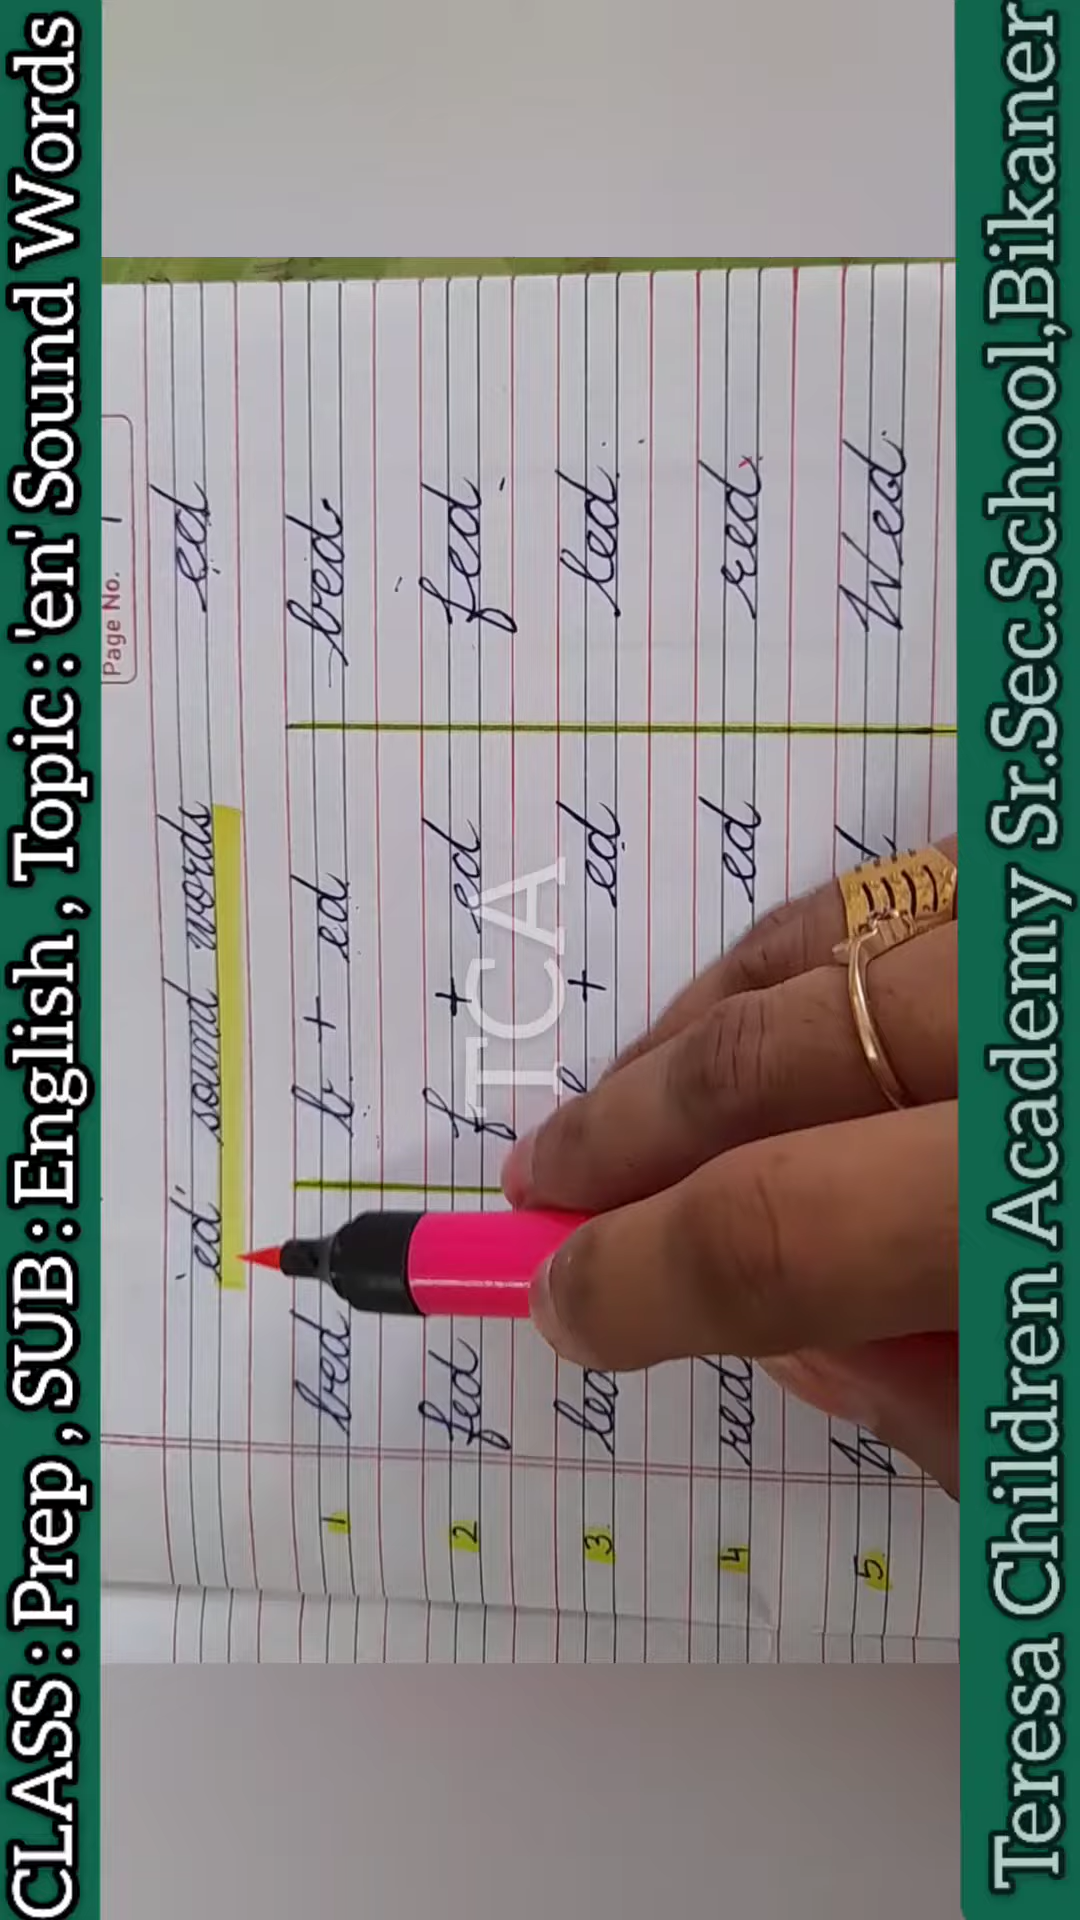 CLASS:Prep,SUB:English,Topic:'en'Sound Words
Page No. 1
'ed' sound words ed
1 bed b + ed bed.
2 fed f + ed fed
3. led + ed led.
4 red ed red
5. Wed.
TCA
Teresa Children Academy Sr.Sec.School,Bikaner